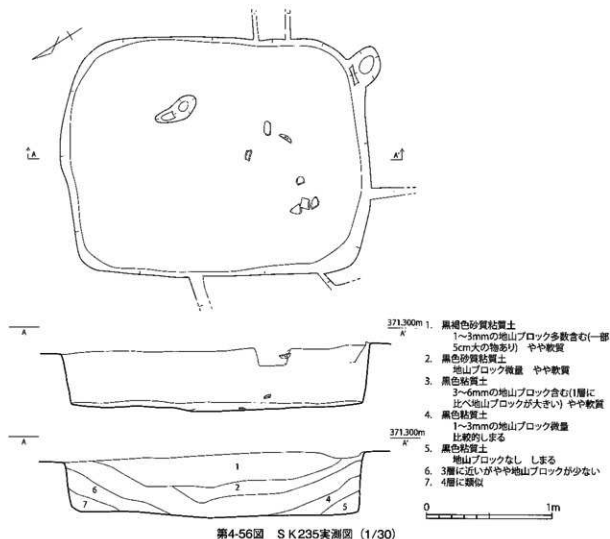 A
A'
A
371.300m
A'
A
371.300m
A'
1
2
3
4
5
6
7
1. 黒褐色砂質粘質土
1~3mmの地山ブロック多数含む(一部
5cm大の物あり) やや軟質
2. 黒色砂質粘質土
地山ブロック微量 やや軟質
3. 黒色粘質土
3~6mmの地山ブロック含む(1層に
比べ地山ブロックが大きい) やや軟質
4. 黒色粘質土
1~3mmの地山ブロック微量
比較的しまる
5. 黒色粘質土
地山ブロックなし しまる
6. 3層に近いがやや地山ブロックが少ない
7. 4層に類似
0 1m
第4-56図 SK235実測図 (1/30)